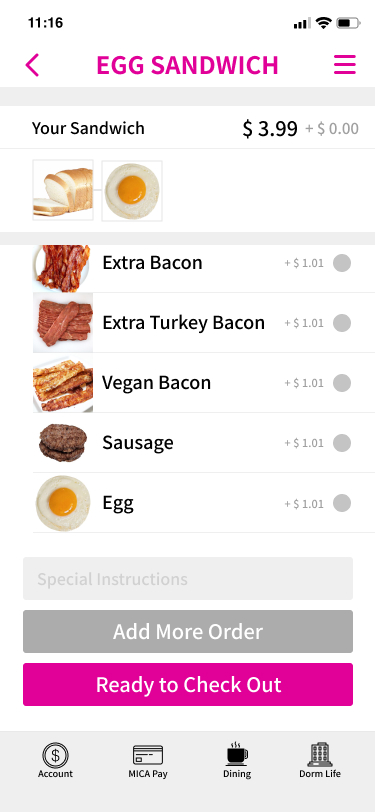 11:16
EGG SANDWICH
Your Sandwich $ 3.99 + $ 0.00
Extra Bacon + $ 1.01
Extra Turkey Bacon + $ 1.01
Vegan Bacon + $ 1.01
Sausage + $ 1.01
Egg + $ 1.01
Special Instructions
Add More Order
Ready to Check Out
$
Account MICA Pay Dining Dorm Life